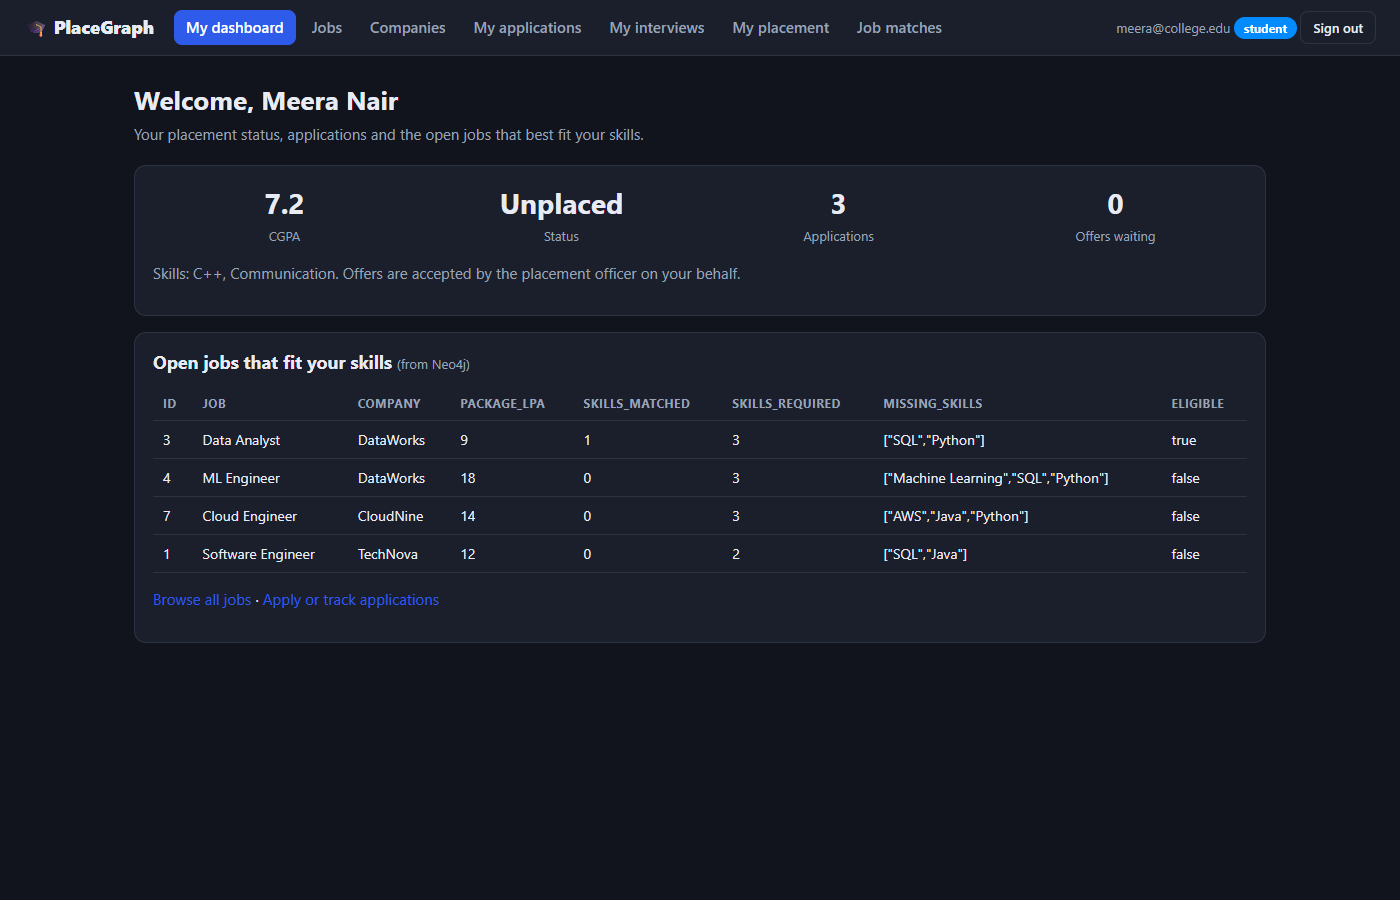 PlaceGraph My dashboard Jobs Companies My applications My interviews My placement Job matches meera@college.edu student Sign out
Welcome, Meera Nair
Your placement status, applications and the open jobs that best fit your skills.
7.2 Unplaced 3 0
CGPA Status Applications Offers waiting
Skills: C++, Communication. Offers are accepted by the placement officer on your behalf.
Open jobs that fit your skills (from Neo4j)
ID JOB COMPANY PACKAGE_LPA SKILLS_MATCHED SKILLS_REQUIRED MISSING_SKILLS ELIGIBLE
3 Data Analyst DataWorks 9 1 3 ["SQL","Python"] true
4 ML Engineer DataWorks 18 0 3 ["Machine Learning","SQL","Python"] false
7 Cloud Engineer CloudNine 14 0 3 ["AWS","Java","Python"] false
1 Software Engineer TechNova 12 0 2 ["SQL","Java"] false
Browse all jobs · Apply or track applications